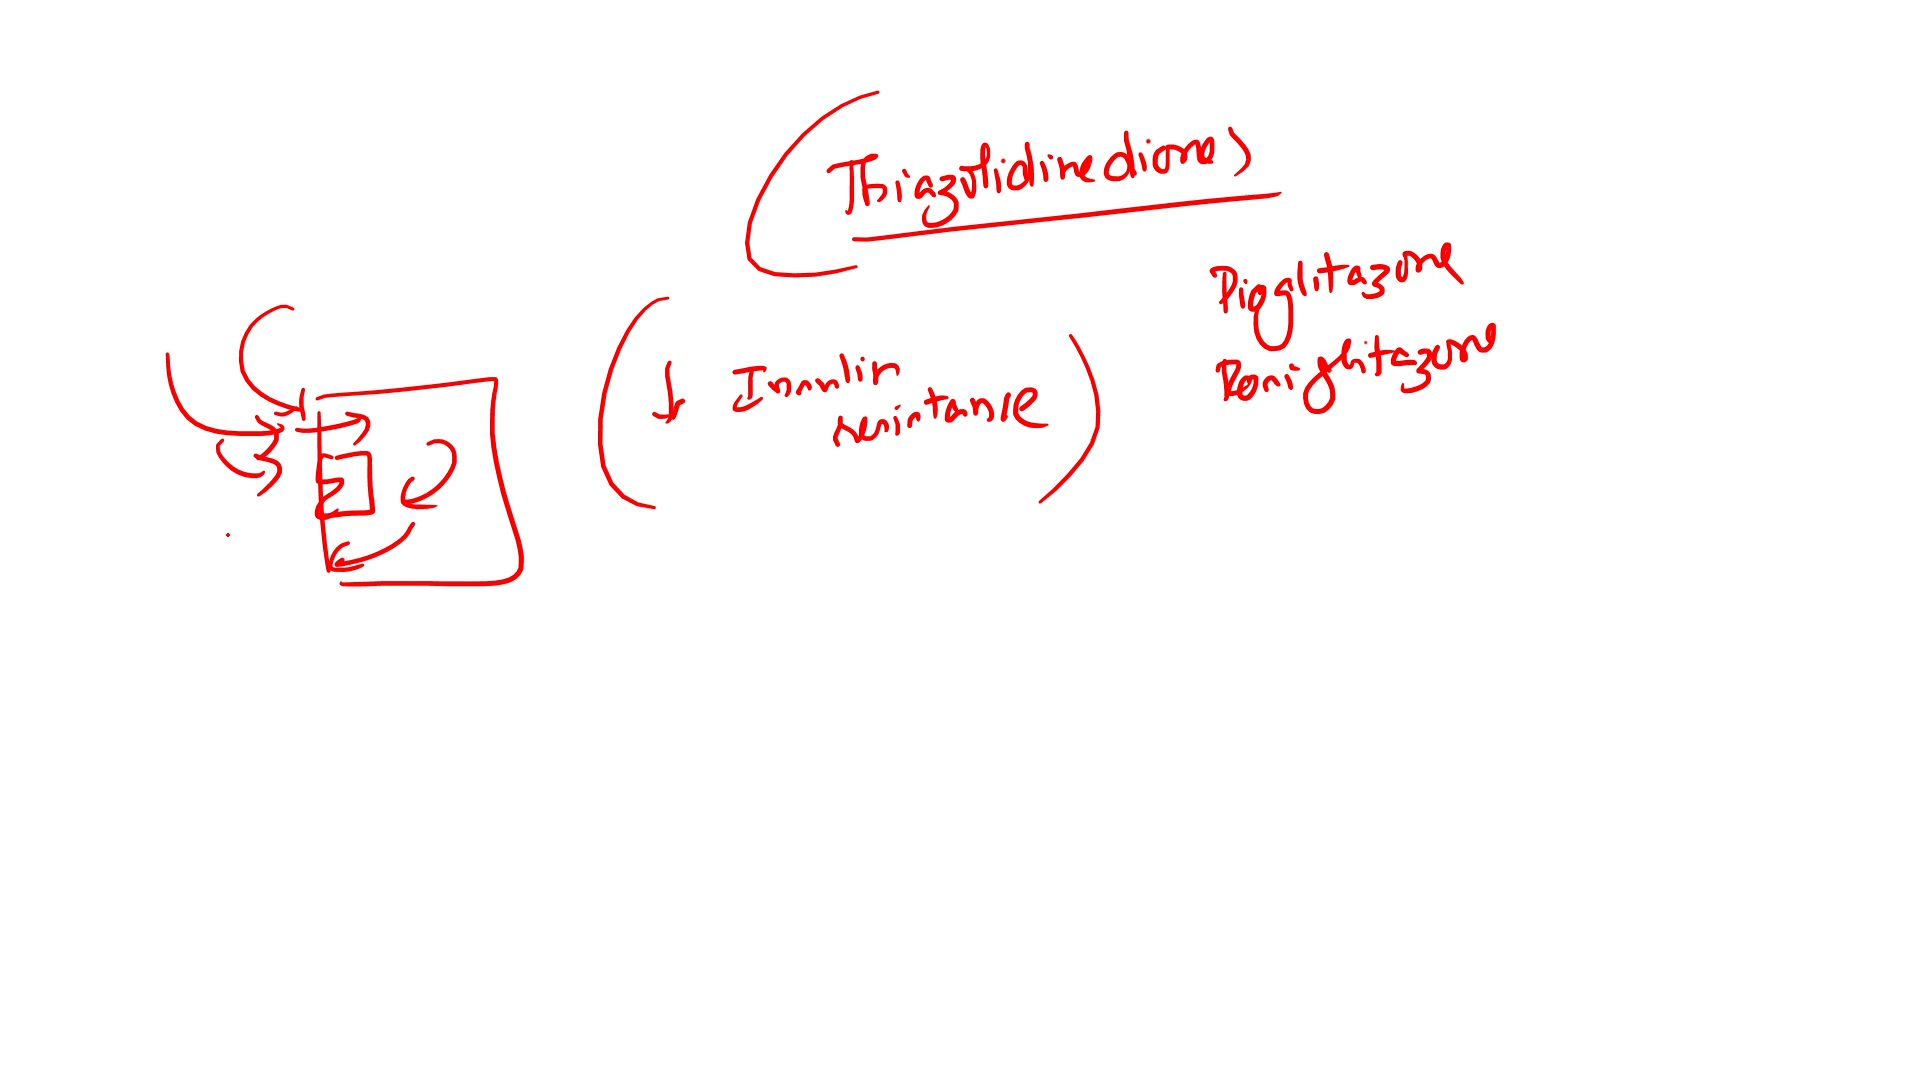 Thiazolidinediones
Pioglitazone
Rosiglitazone
↓ Insulin
resistance